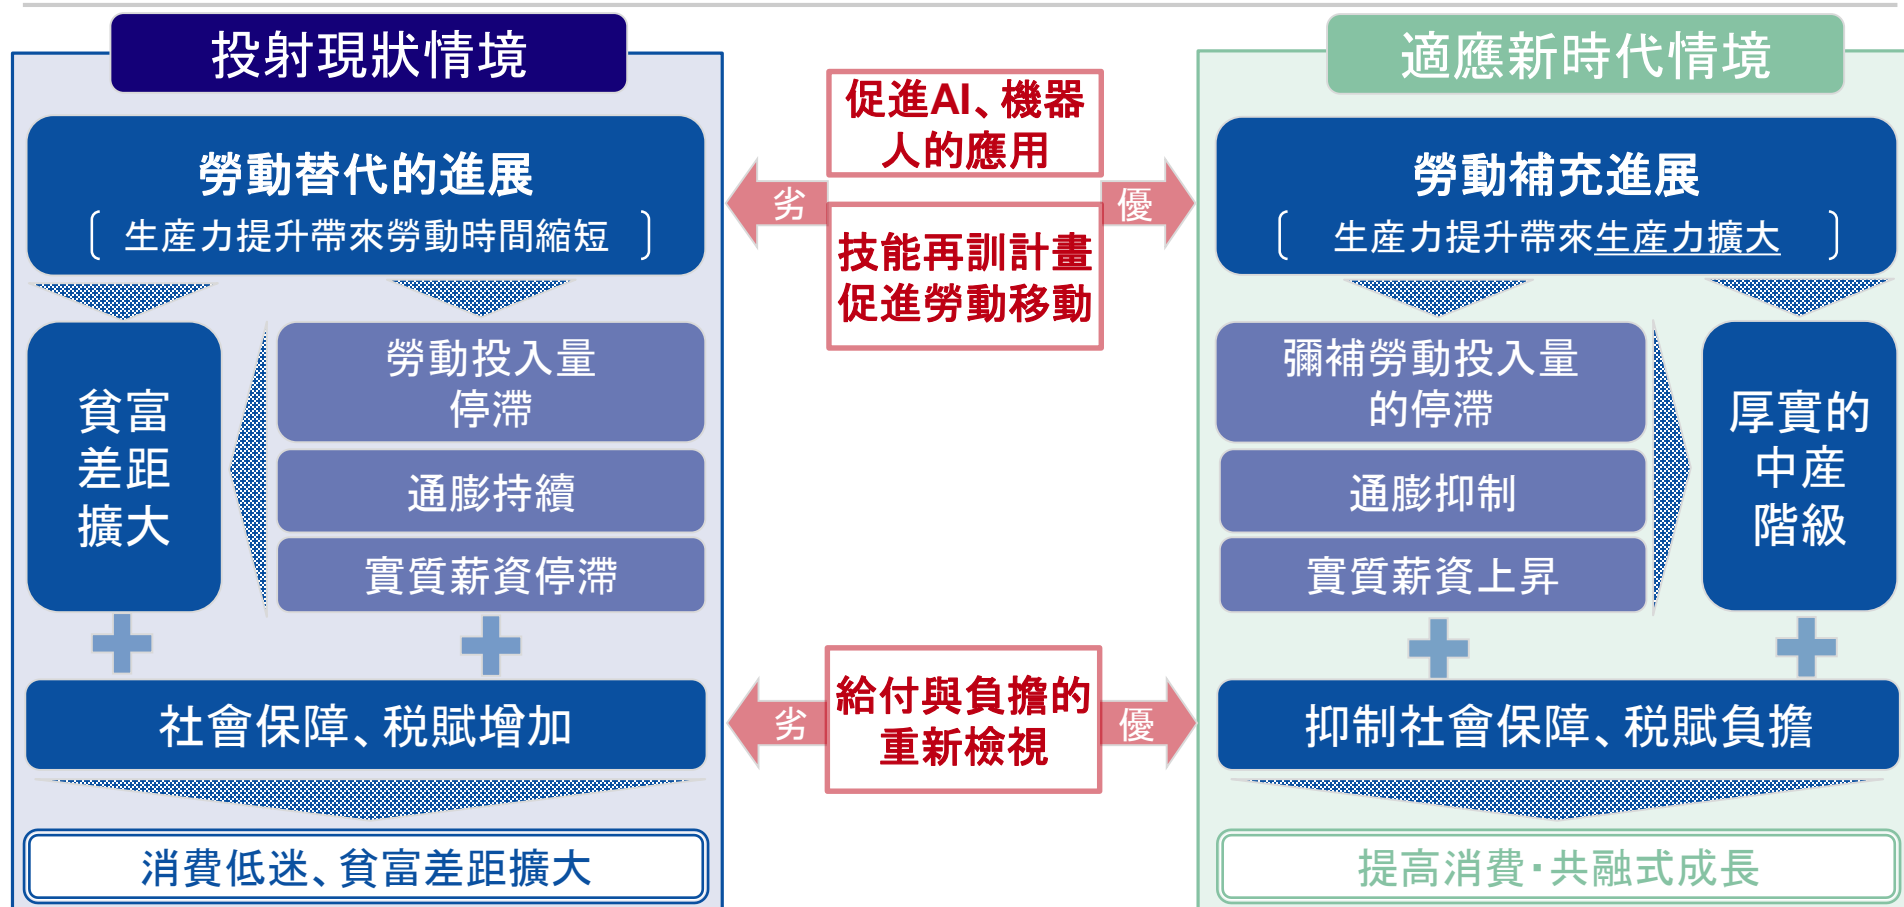 投射現狀情境
勞動替代的進展
生産力提升帶來勞動時間縮短
貧富
差距
擴大
勞動投入量
停滯
通膨持續
實質薪資停滯
社會保障、税賦增加
消費低迷、貧富差距擴大
促進AI、機器
人的應用
劣
優
技能再訓計畫
促進勞動移動
給付與負擔的
重新檢視
劣
優
適應新時代情境
勞動補充進展
生産力提升帶來生産力擴大
彌補勞動投入量
的停滯
通膨抑制
實質薪資上昇
厚實的
中産
階級
抑制社會保障、税賦負擔
提高消費·共融式成長